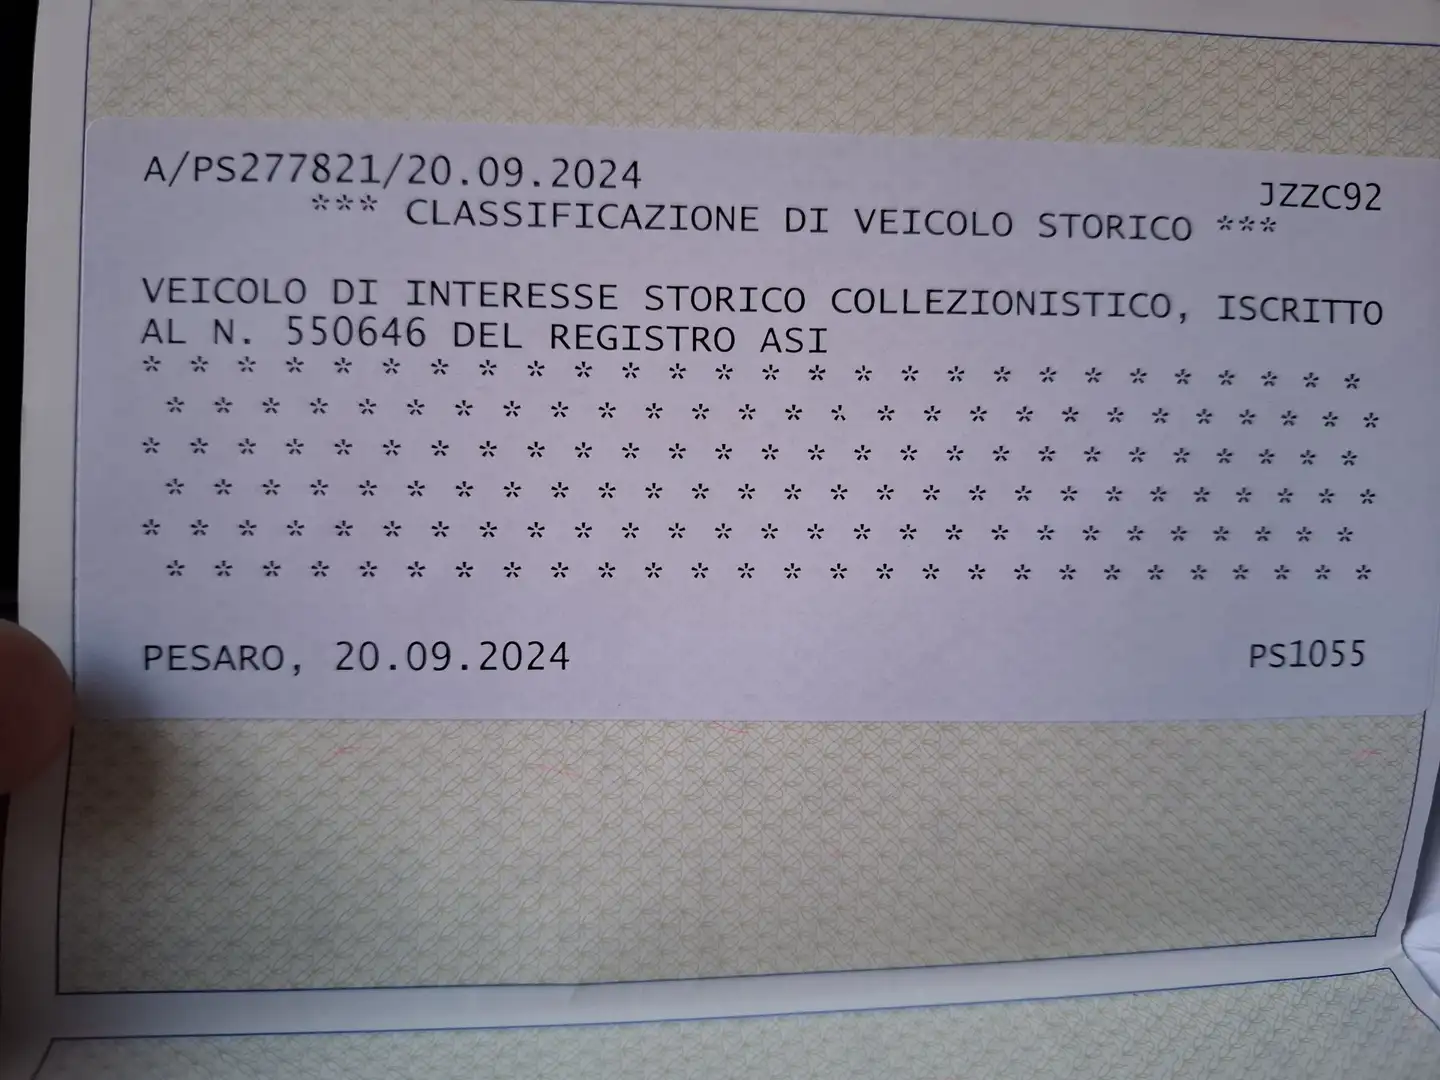 A/PS277821/20.09.2024 JZZC92
*** CLASSIFICAZIONE DI VEICOLO STORICO ***
VEICOLO DI INTERESSE STORICO COLLEZIONISTICO, ISCRITTO
AL N. 550646 DEL REGISTRO ASI
* * * * * * * * * * * * * * * * * * * * * * * * * * *
* * * * * * * * * * * * * * * * * * * * * * * * * * *
* * * * * * * * * * * * * * * * * * * * * * * * * * *
* * * * * * * * * * * * * * * * * * * * * * * * * * *
* * * * * * * * * * * * * * * * * * * * * * * * * * *
* * * * * * * * * * * * * * * * * * * * * * * * * * *
PESARO, 20.09.2024 PS1055